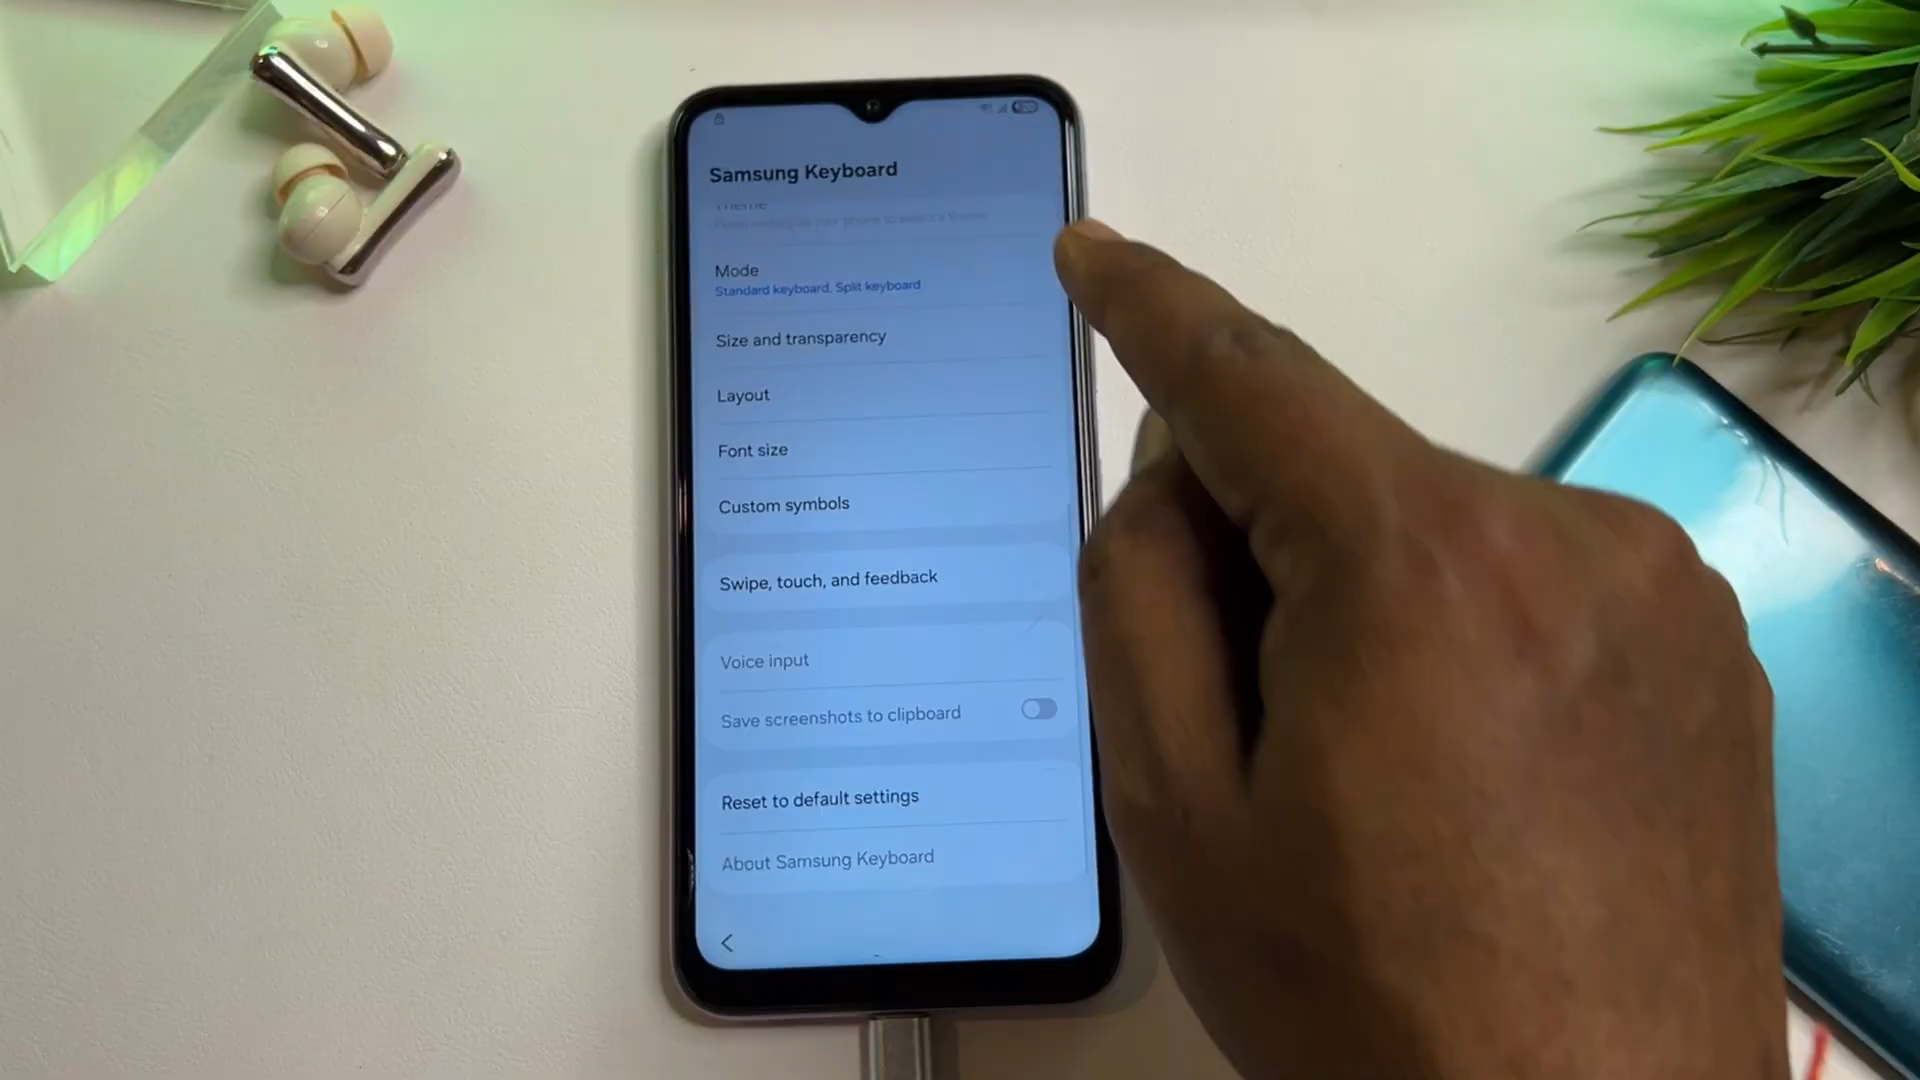 Samsung Keyboard
Mode
Standard keyboard, Split keyboard
Size and transparency
Layout
Font size
Custom symbols
Swipe, touch, and feedback
Voice input
Save screenshots to clipboard
Reset to default settings
About Samsung Keyboard